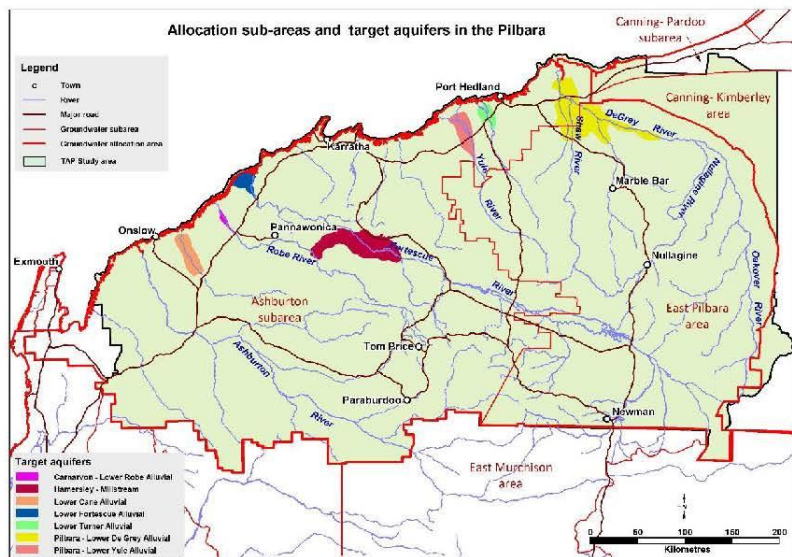 Allocation sub-areas and target aquifers in the Pilbara
Canning- Pardoo
subarea
Legend
Town
River
Major road
Groundwater subarea
Groundwater allocation area
TAP Study area
Port Hedland
Canning- Kimberley
area
DeGrey River
Shaw River
Yule River
Nullagine River
Karratha
Marble Bar
Onslow
Pannawonica
Exmouth
Robe River
Fortescue River
Nullagine
Oakover River
Ashburton
subarea
East Pilbara
area
Tom Brice
Ashburton River
Paraburdoo
Newman
East Murchison
area
Target aquifers
Carnarvon - Lower Robe Alluvial
Hamersley - Millstream
Lower Cane Alluvial
Lower Fortescue Alluvial
Lower Turner Alluvial
Pilbara - Lower De Grey Alluvial
Pilbara - Lower Yule Alluvial
N
0 50 100 150 200
Kilometres